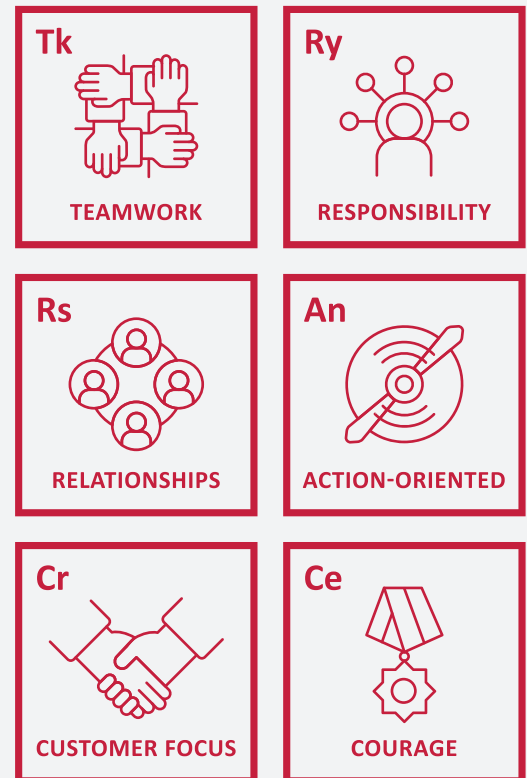 Tk
TEAMWORK
Ry
RESPONSIBILITY
Rs
RELATIONSHIPS
An
ACTION-ORIENTED
Cr
CUSTOMER FOCUS
Ce
COURAGE